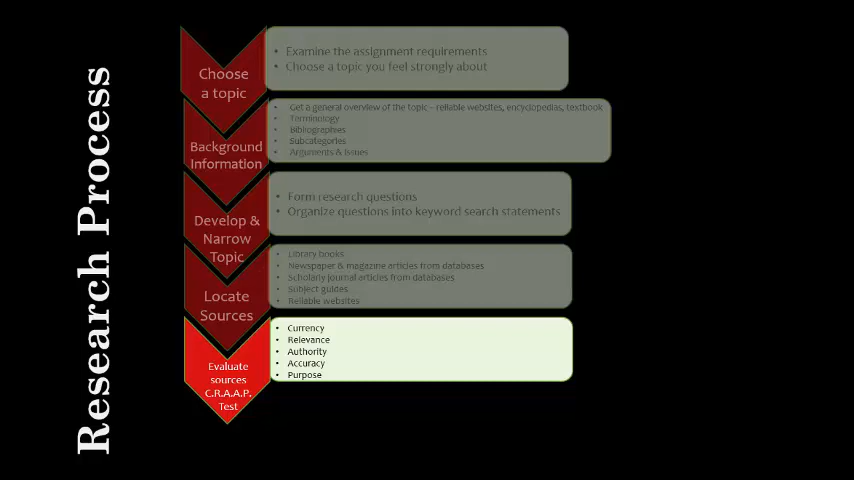 Research Process
Choose
a topic
• Examine the assignment requirements
• Choose a topic you feel strongly about
Background
Information
• Get a general overview of the topic – reliable websites, encyclopedias, textbook
• Terminology
• Bibliographies
• Subcategories
• Arguments & Issues
Develop &
Narrow
Topic
• Form research questions
• Organize questions into keyword search statements
Locate
Sources
• Library books
• Newspaper & magazine articles from databases
• Scholarly journal articles from databases
• Subject guides
• Reliable websites
Evaluate
sources
C.R.A.A.P.
Test
• Currency
• Relevance
• Authority
• Accuracy
• Purpose